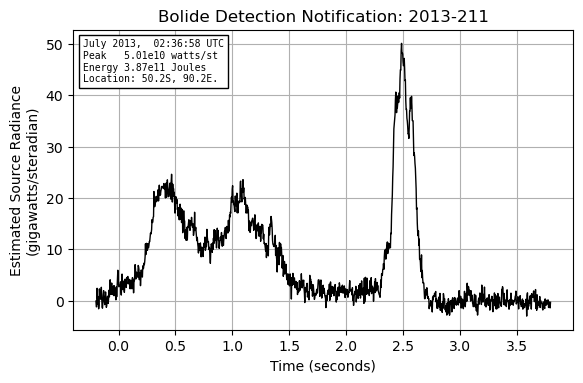 Bolide Detection Notification: 2013-211
July 2013,  02:36:58 UTC
Peak   5.01e10 watts/st
Energy 3.87e11 Joules
Location: 50.2S, 90.2E.
Estimated Source Radiance
(gigawatts/steradian)
50
40
30
20
10
0
0.0 0.5 1.0 1.5 2.0 2.5 3.0 3.5
Time (seconds)